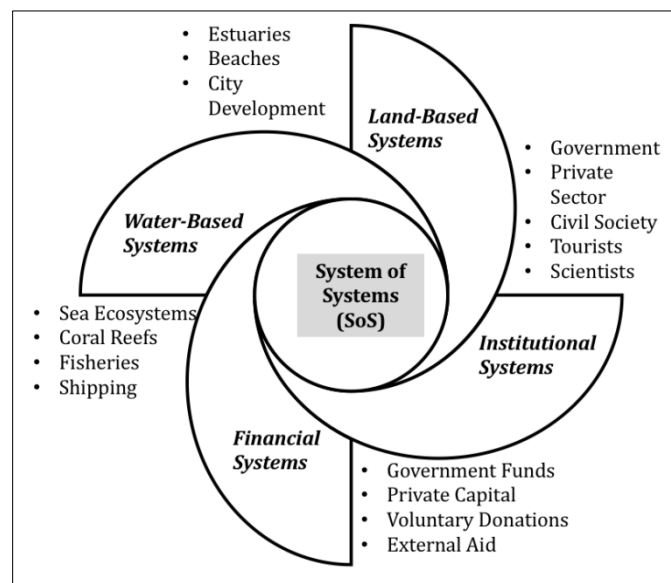 • Estuaries
• Beaches
• City
Development
Land-Based
Systems
• Government
• Private
Sector
• Civil Society
• Tourists
• Scientists
Water-Based
Systems
System of
Systems
(SoS)
• Sea Ecosystems
• Coral Reefs
• Fisheries
• Shipping
Institutional
Systems
Financial
Systems
• Government Funds
• Private Capital
• Voluntary Donations
• External Aid